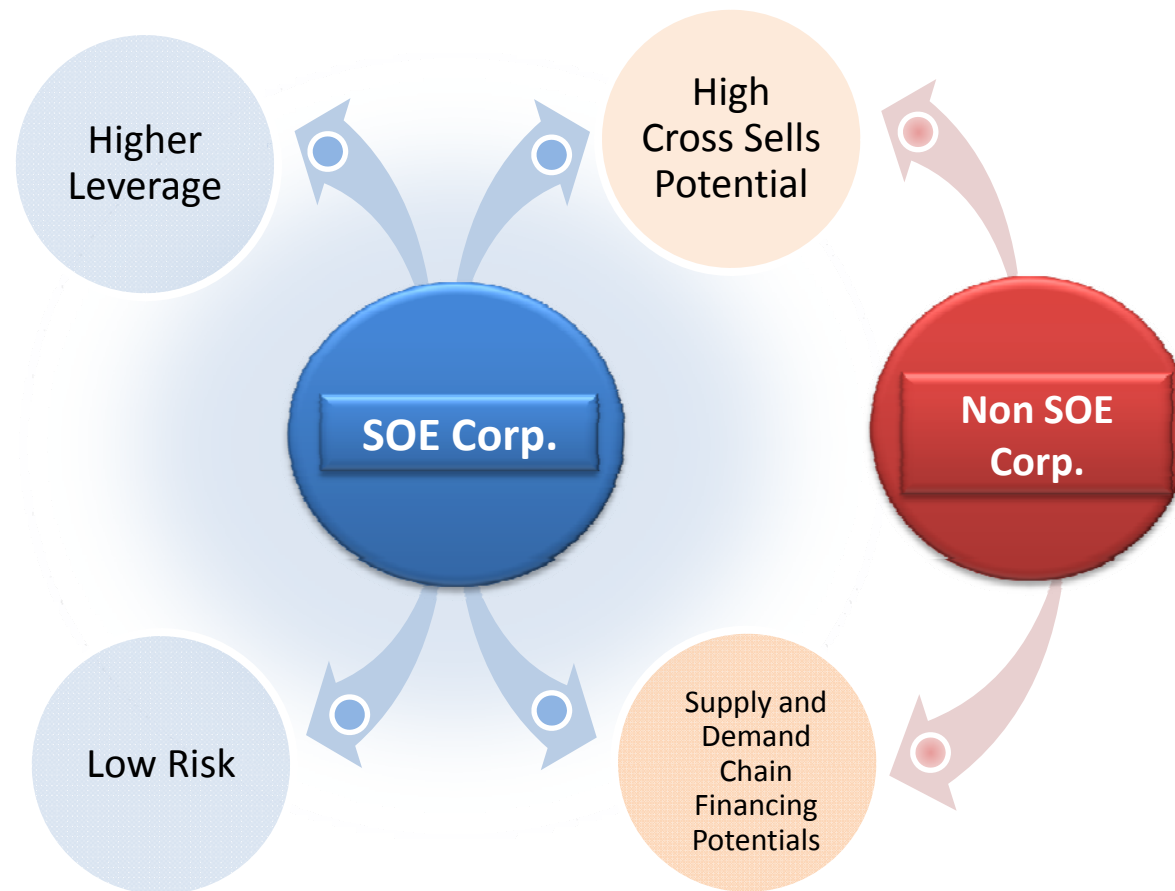 Higher
Leverage
High
Cross Sells
Potential
SOE Corp.
Non SOE
Corp.
Low Risk
Supply and
Demand
Chain
Financing
Potentials